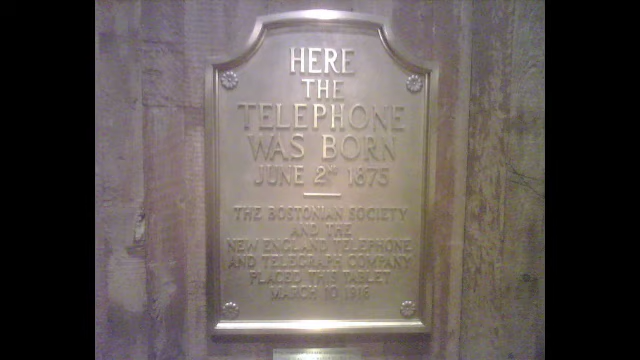 HERE
THE
TELEPHONE
WAS BORN
JUNE 2ND 1875
THE BOSTONIAN SOCIETY
AND THE
NEW ENGLAND TELEPHONE
AND TELEGRAPH COMPANY
PLACED THIS TABLET
MARCH 10 1916